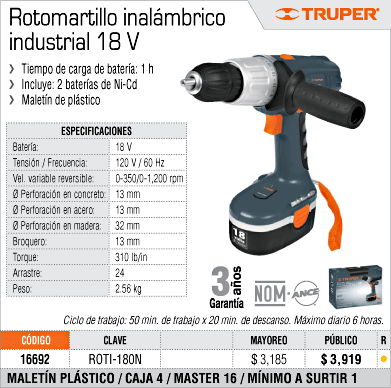 Rotomartillo inalámbrico
industrial 18 V
TRUPER®
❯ Tiempo de carga de batería: 1 h
❯ Incluye: 2 baterías de Ni-Cd
❯ Maletín de plástico
ESPECIFICACIONES
Batería: 18 V
Tensión / Frecuencia: 120 V / 60 Hz
Vel. variable reversible: 0-350/0-1,200 rpm
Ø Perforación en concreto: 13 mm
Ø Perforación en acero: 13 mm
Ø Perforación en madera: 32 mm
Broquero: 13 mm
Torque: 310 lb/in
Arrastre: 24
Peso: 2.56 kg
18
3 años
Garantía
NOM-ANCE
Ciclo de trabajo: 50 min. de trabajo x 20 min. de descanso. Máximo diario 6 horas.
CÓDIGO CLAVE MAYOREO PÚBLICO R
16692 ROTI-180N $ 3,185 $ 3,919
MALETÍN PLÁSTICO / CAJA 4 / MASTER 16 / MÍNIMO A SURTIR 1